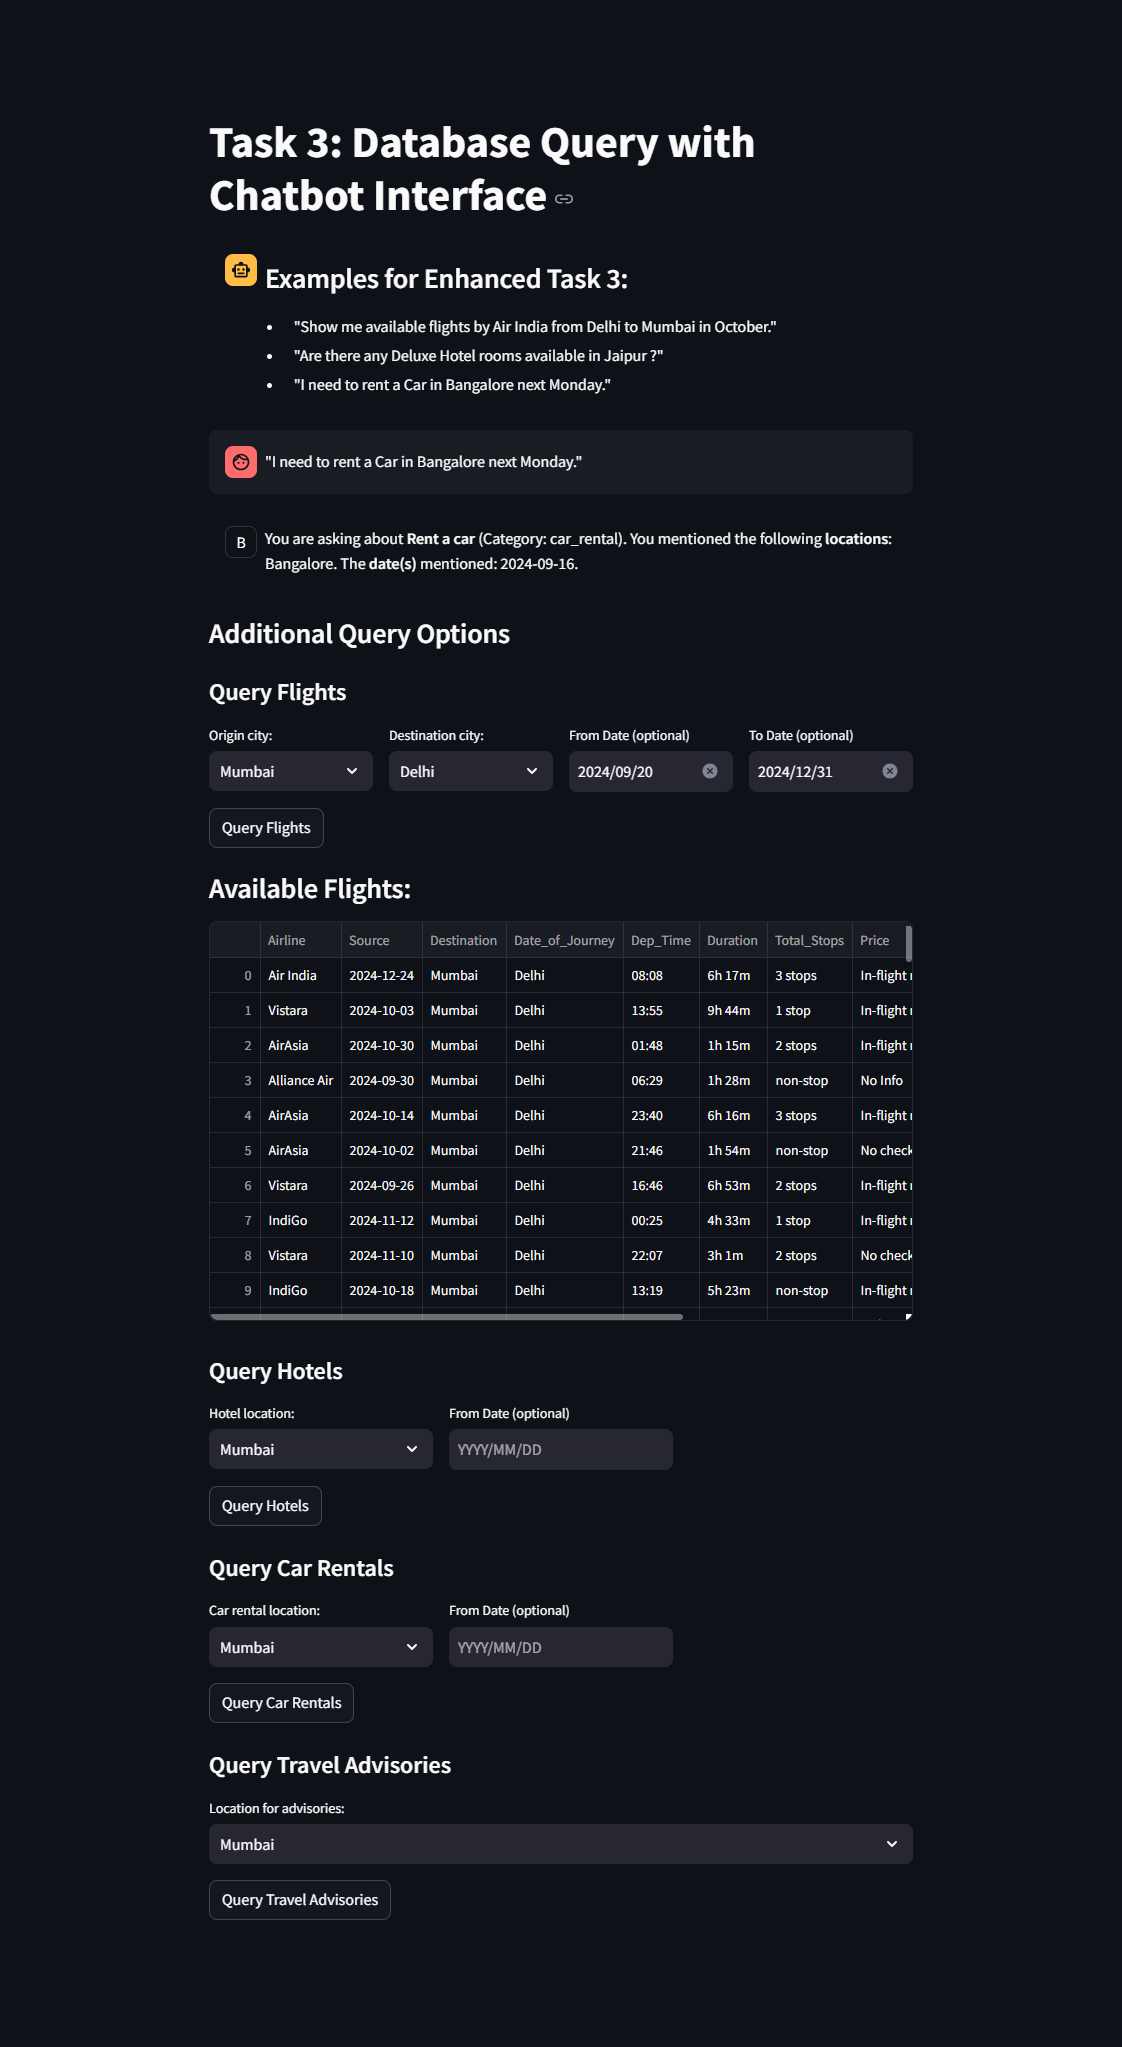 Task 3: Database Query with
Chatbot Interface
Examples for Enhanced Task 3:
• "Show me available flights by Air India from Delhi to Mumbai in October."
• "Are there any Deluxe Hotel rooms available in Jaipur ?"
• "I need to rent a Car in Bangalore next Monday."
"I need to rent a Car in Bangalore next Monday."
B
You are asking about Rent a car (Category: car_rental). You mentioned the following locations:
Bangalore. The date(s) mentioned: 2024-09-16.
Additional Query Options
Query Flights
Origin city: Destination city: From Date (optional) To Date (optional)
Mumbai Delhi 2024/09/20 2024/12/31
Query Flights
Available Flights:
Airline Source Destination Date_of_Journey Dep_Time Duration Total_Stops Price
0 Air India 2024-12-24 Mumbai Delhi 08:08 6h 17m 3 stops In-flight
1 Vistara 2024-10-03 Mumbai Delhi 13:55 9h 44m 1 stop In-flight
2 AirAsia 2024-10-30 Mumbai Delhi 01:48 1h 15m 2 stops In-flight
3 Alliance Air 2024-09-30 Mumbai Delhi 06:29 1h 28m non-stop No Info
4 AirAsia 2024-10-14 Mumbai Delhi 23:40 6h 16m 3 stops In-flight
5 AirAsia 2024-10-02 Mumbai Delhi 21:46 1h 54m non-stop No check
6 Vistara 2024-09-26 Mumbai Delhi 16:46 6h 53m 2 stops In-flight
7 IndiGo 2024-11-12 Mumbai Delhi 00:25 4h 33m 1 stop In-flight
8 Vistara 2024-11-10 Mumbai Delhi 22:07 3h 1m 2 stops No check
9 IndiGo 2024-10-18 Mumbai Delhi 13:19 5h 23m non-stop In-flight
Query Hotels
Hotel location: From Date (optional)
Mumbai YYYY/MM/DD
Query Hotels
Query Car Rentals
Car rental location: From Date (optional)
Mumbai YYYY/MM/DD
Query Car Rentals
Query Travel Advisories
Location for advisories:
Mumbai
Query Travel Advisories